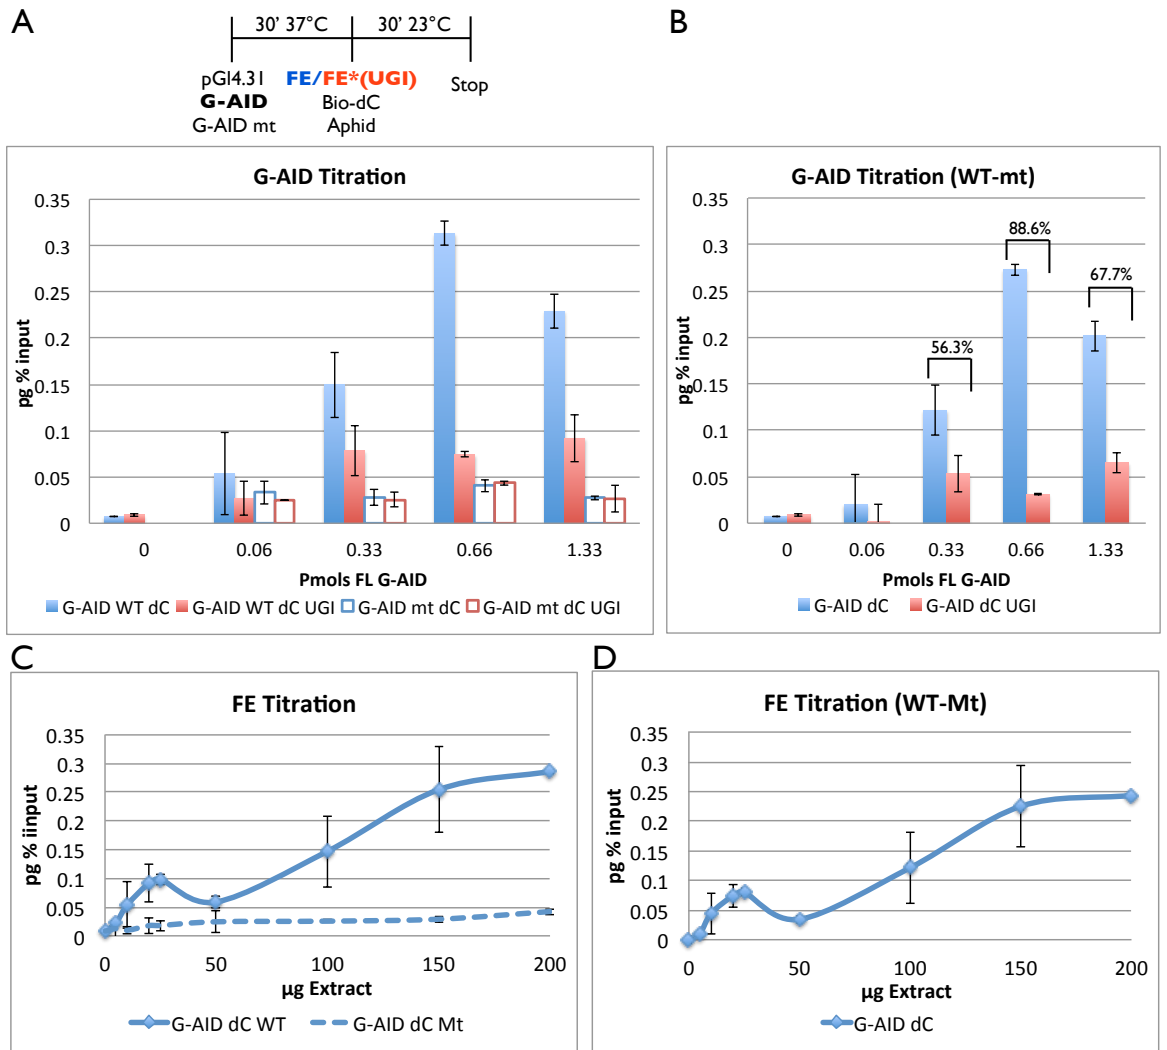 A
B
30’ 37°C 30’ 23°C
pGl4.31 FE/FE*(UGI) Stop
G-AID Bio-dC
G-AID mt Aphid
G-AID Titration
0.35
0.3
0.25
0.2
0.15
0.1
0.05
0
pg % input
0 0.06 0.33 0.66 1.33
Pmols FL G-AID
G-AID WT dC G-AID WT dC UGI G-AID mt dC G-AID mt dC UGI
G-AID Titration (WT-mt)
0.35
0.3
0.25
0.2
0.15
0.1
0.05
0
pg % input
56.3%
88.6%
67.7%
0 0.06 0.33 0.66 1.33
Pmols FL G-AID
G-AID dC G-AID dC UGI
C
FE Titration
0.35
0.3
0.25
0.2
0.15
0.1
0.05
0
pg % iinput
0 50 100 150 200
µg Extract
G-AID dC WT G-AID dC Mt
D
FE Titration (WT-Mt)
0.35
0.3
0.25
0.2
0.15
0.1
0.05
0
pg % input
0 50 100 150 200
µg Extract
G-AID dC